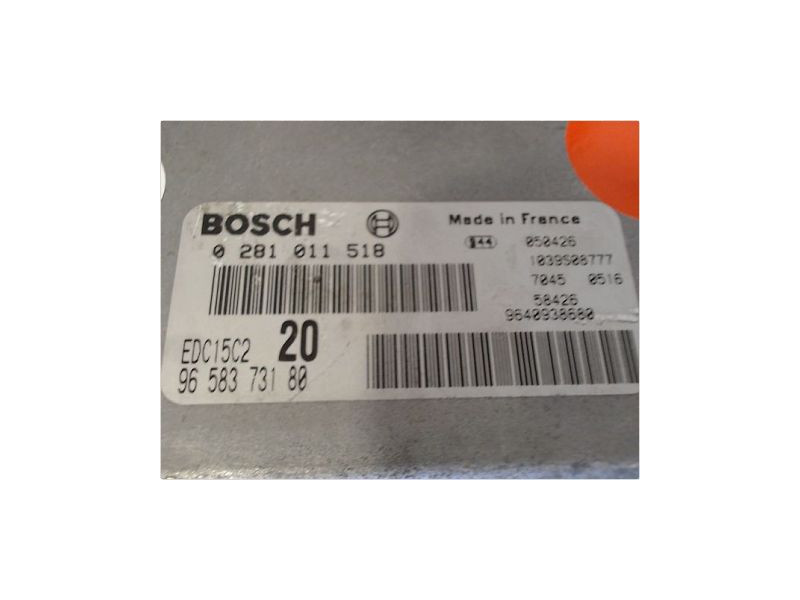 BOSCH
0 281 011 518
EDC15C2 20
96 583 731 80
Made in France
144 050426
1039S08777
7045 0516
58426
9640938680